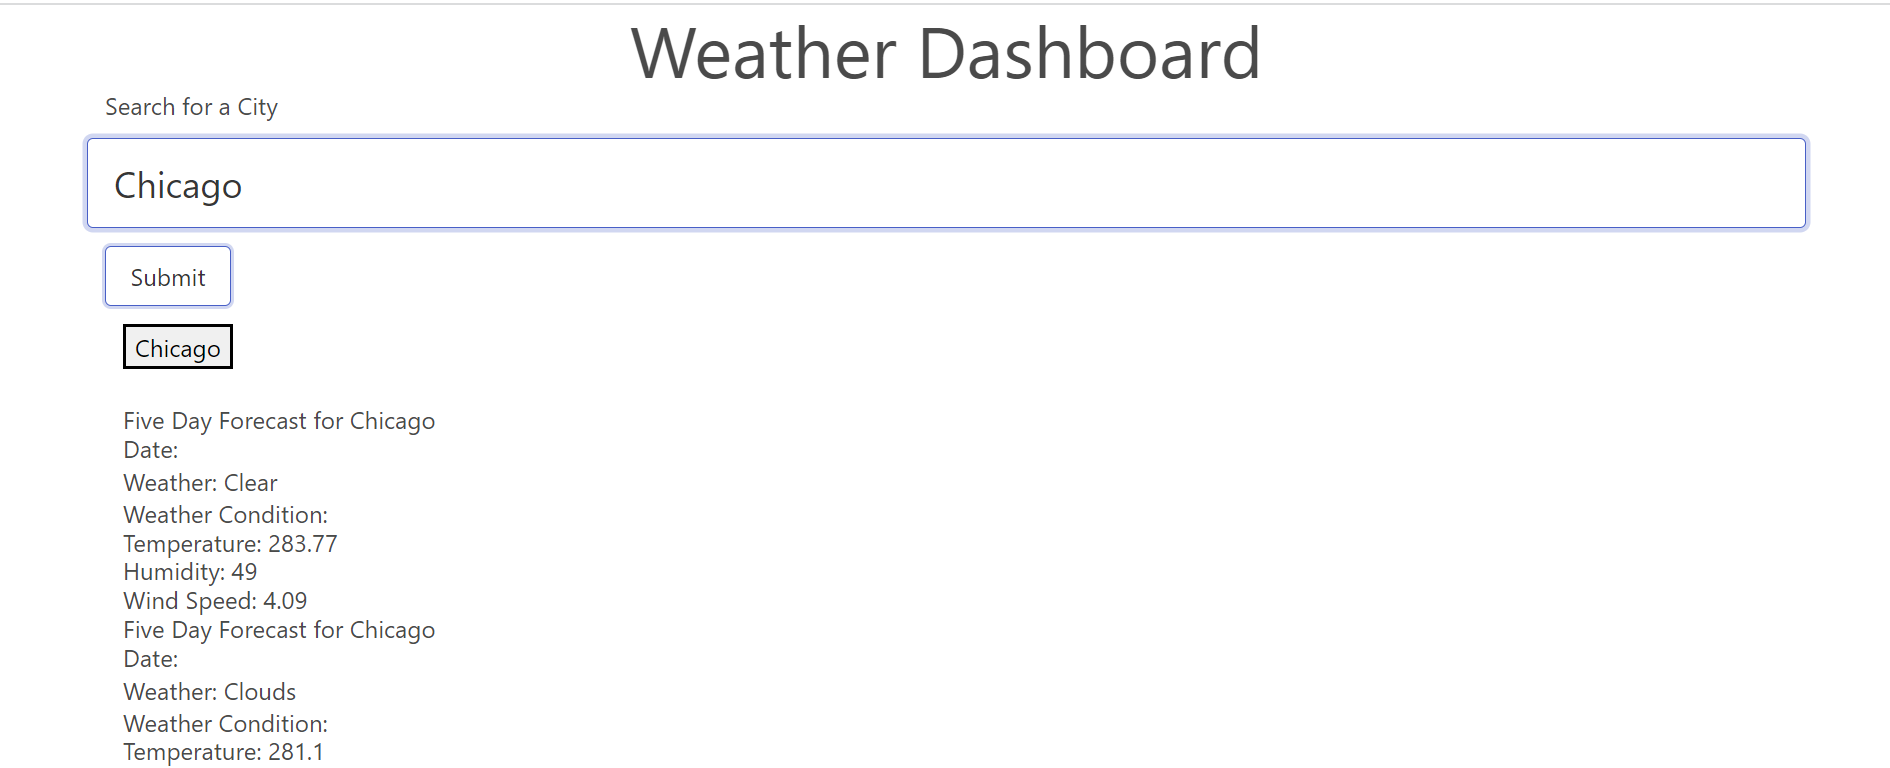 Weather Dashboard
Search for a City
Chicago
Submit
Chicago
Five Day Forecast for Chicago
Date:
Weather: Clear
Weather Condition:
Temperature: 283.77
Humidity: 49
Wind Speed: 4.09
Five Day Forecast for Chicago
Date:
Weather: Clouds
Weather Condition:
Temperature: 281.1